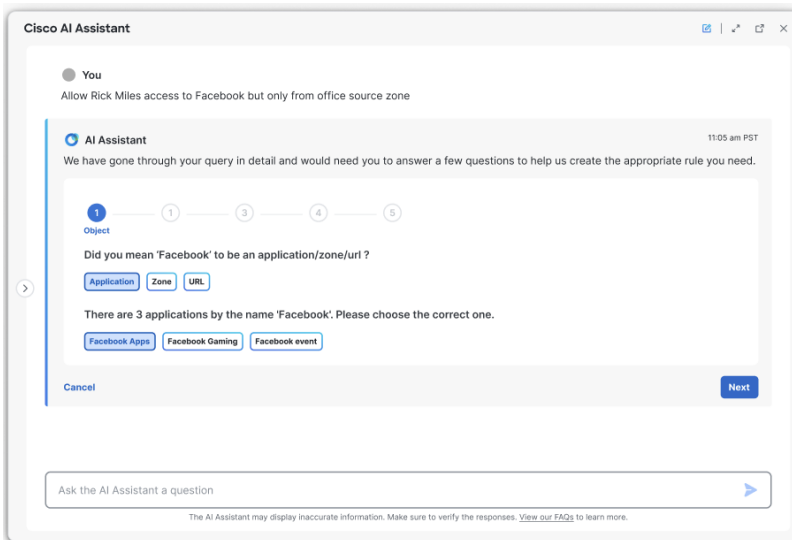 Cisco AI Assistant
You
Allow Rick Miles access to Facebook but only from office source zone
AI Assistant
11:05 am PST
We have gone through your query in detail and would need you to answer a few questions to help us create the appropriate rule you need.
1 1 3 4 5
Object
Did you mean 'Facebook' to be an application/zone/url ?
Application Zone URL
There are 3 applications by the name 'Facebook'. Please choose the correct one.
Facebook Apps Facebook Gaming Facebook event
Cancel Next
Ask the AI Assistant a question
The AI Assistant may display inaccurate information. Make sure to verify the responses. View our FAQs to learn more.